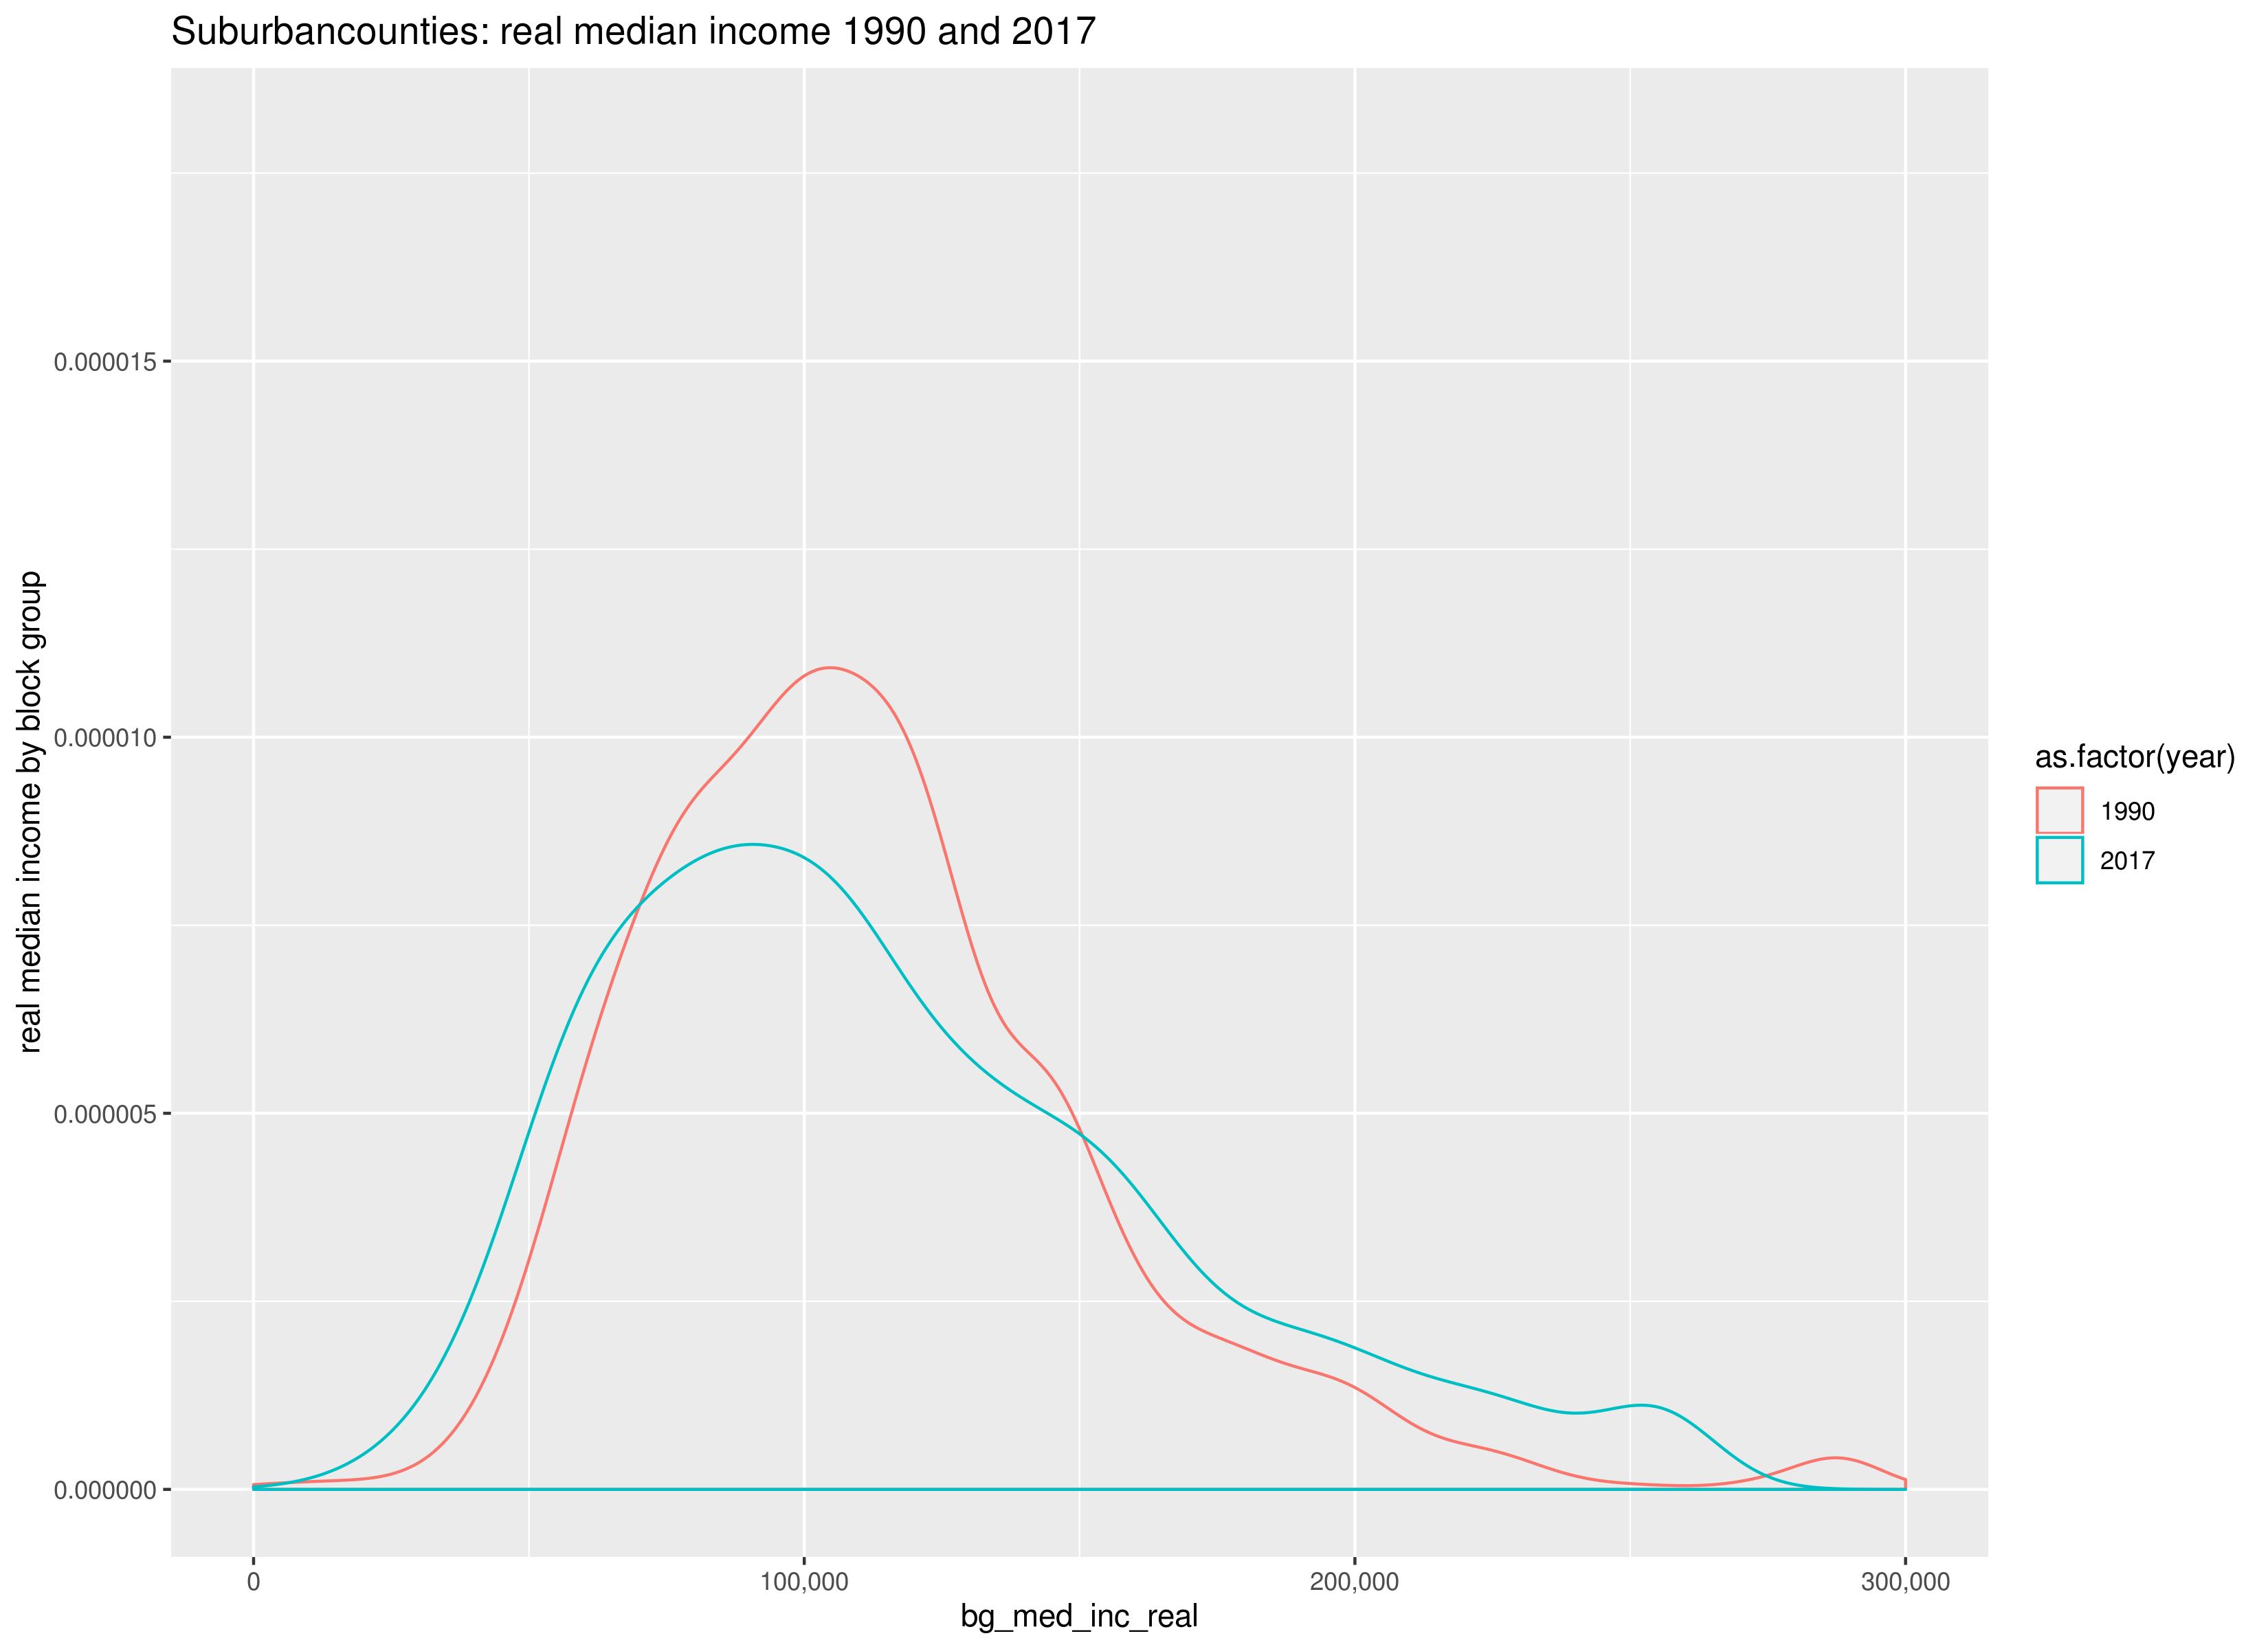 Suburbancounties: real median income 1990 and 2017
real median income by block group
0.000015
0.000010
0.000005
0.000000
0
100,000
200,000
300,000
bg_med_inc_real
as.factor(year)
1990
2017